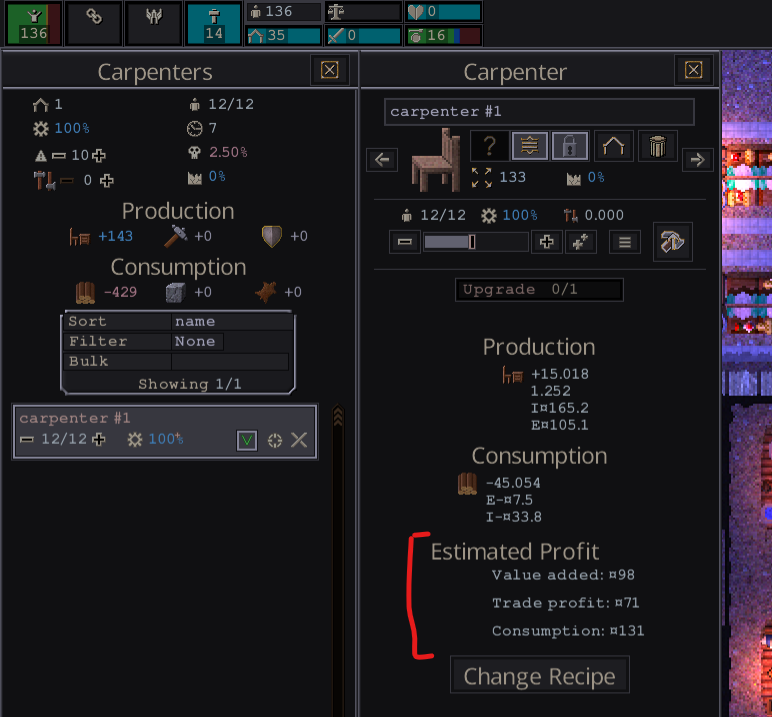 136
14
136
35
0
0
16
Carpenters
1
12/12
100%
7
10
2.50%
0
0%
Production
+143
+0
+0
Consumption
-429
+0
+0
Sort name
Filter None
Bulk
Showing 1/1
carpenter #1
12/12 100%
Carpenter
carpenter #1
?
133
0%
12/12 100% 0.000
Upgrade 0/1
Production
+15.018
1.252
I¤165.2
E¤105.1
Consumption
-45.054
E-¤7.5
I-¤33.8
Estimated Profit
Value added: ¤98
Trade profit: ¤71
Consumption: ¤131
Change Recipe